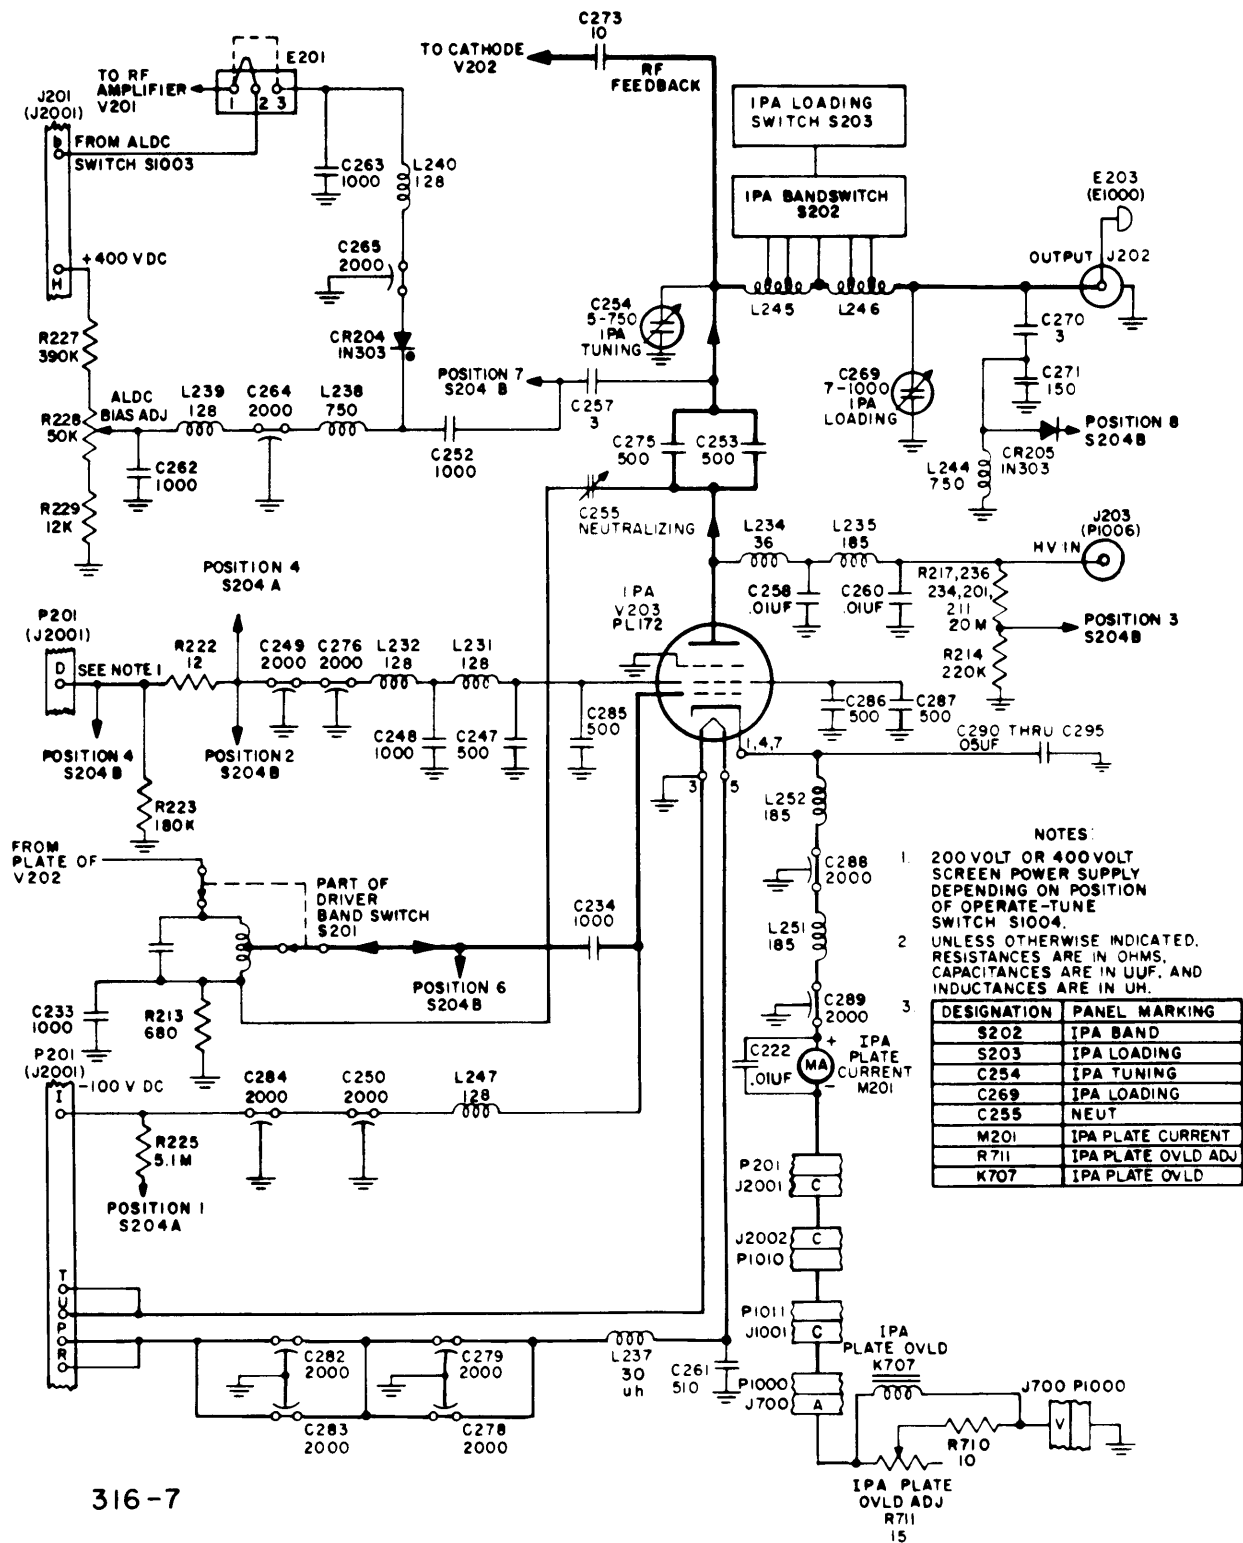 C273
10
TO CATHODE
V202
RF
FEEDBACK
E201
TO RF
AMPLIFIER
V201
1 2 3
J201
(J2001)
b
FROM ALDC
SWITCH S1003
C263
1000
L240
128
IPA LOADING
SWITCH S203
IPA BANDSWITCH
S202
E203
(E1000)
OUTPUT J202
H
+400 VDC
C265
2000
C254
5-750
IPA
TUNING
L245
L246
C270
3
R227
390K
CR204
IN303
POSITION 7
S204 B
C257
3
C269
7-1000
IPA
LOADING
C271
150
ALDC
BIAS ADJ
L239
128
C264
2000
L238
750
R228
50K
C252
1000
C275
500
C253
500
POSITION 8
S204B
CR205
IN303
L244
750
C262
1000
C255
NEUTRALIZING
R229
12K
L234
36
L235
185
J203
(P1006)
HV IN
POSITION 4
S204 A
IPA
V203
PL172
C258
.01UF
C260
.01UF
R217,236
234,201,
211
20 M
POSITION 3
S204B
R214
220K
P201
(J2001)
D
SEE NOTE 1
R222
12
C249
2000
C276
2000
L232
128
L231
128
C286
500
C287
500
C285
500
C248
1000
C247
500
POSITION 4
S204 B
POSITION 2
S204B
1,4,7
C290 THRU C295
.05UF
3 5
R223
180K
L252
185
FROM
PLATE OF
V202
PART OF
DRIVER
BAND SWITCH
S201
C234
1000
C288
2000
L251
185
POSITION 6
S204B
C233
1000
R213
680
C289
2000
NOTES:
1. 200 VOLT OR 400 VOLT
SCREEN POWER SUPPLY
DEPENDING ON POSITION
OF OPERATE-TUNE
SWITCH S1004.
2 UNLESS OTHERWISE INDICATED,
RESISTANCES ARE IN OHMS,
CAPACITANCES ARE IN UUF, AND
INDUCTANCES ARE IN UH.
3.
DESIGNATION PANEL MARKING
S202 IPA BAND
S203 IPA LOADING
C254 IPA TUNING
C269 IPA LOADING
C255 NEUT
M201 IPA PLATE CURRENT
R711 IPA PLATE OVLD ADJ
K707 IPA PLATE OVLD
P201
(J2001)
I
-100 V DC
C284
2000
C250
2000
L247
128
C222
.01UF
+
MA
-
IPA
PLATE
CURRENT
M201
R225
5.1M
POSITION 1
S204A
P201
J2001 C
J2002 C
P1010
T
U
P
R
P1011
J1001 C
IPA
PLATE OVLD
K707
C282
2000
C279
2000
L237
30
uh
C261
510
P1000
J700 A
J700 P1000
V
C283
2000
C278
2000
R710
10
IPA PLATE
OVLD ADJ
R711
15
316-7